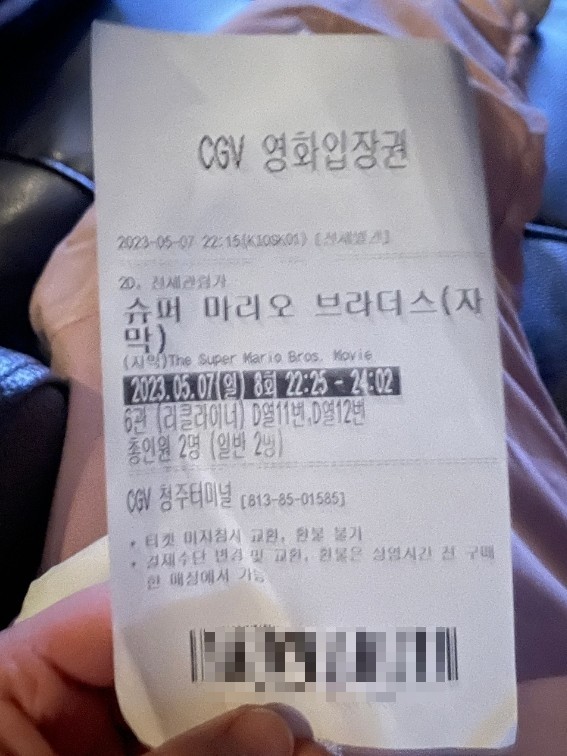 CGV 영화입장권
2023-05-07 22:15(KIOSK01) [전체발권]
2D, 전체관람가
슈퍼 마리오 브라더스(자
막)
(자막)The Super Mario Bros. Movie
2023.05.07(일) 8회 22:25 - 24:02
6관 (리클라이너) D열11번,D열12번
총인원 2명 (일반 2명)
CGV 청주터미널 [813-85-01585]
• 티켓 미지참시 교환, 환불 불가
• 결제수단 변경 및 교환, 환불은 상영시간 전 구매
한 매점에서 가능